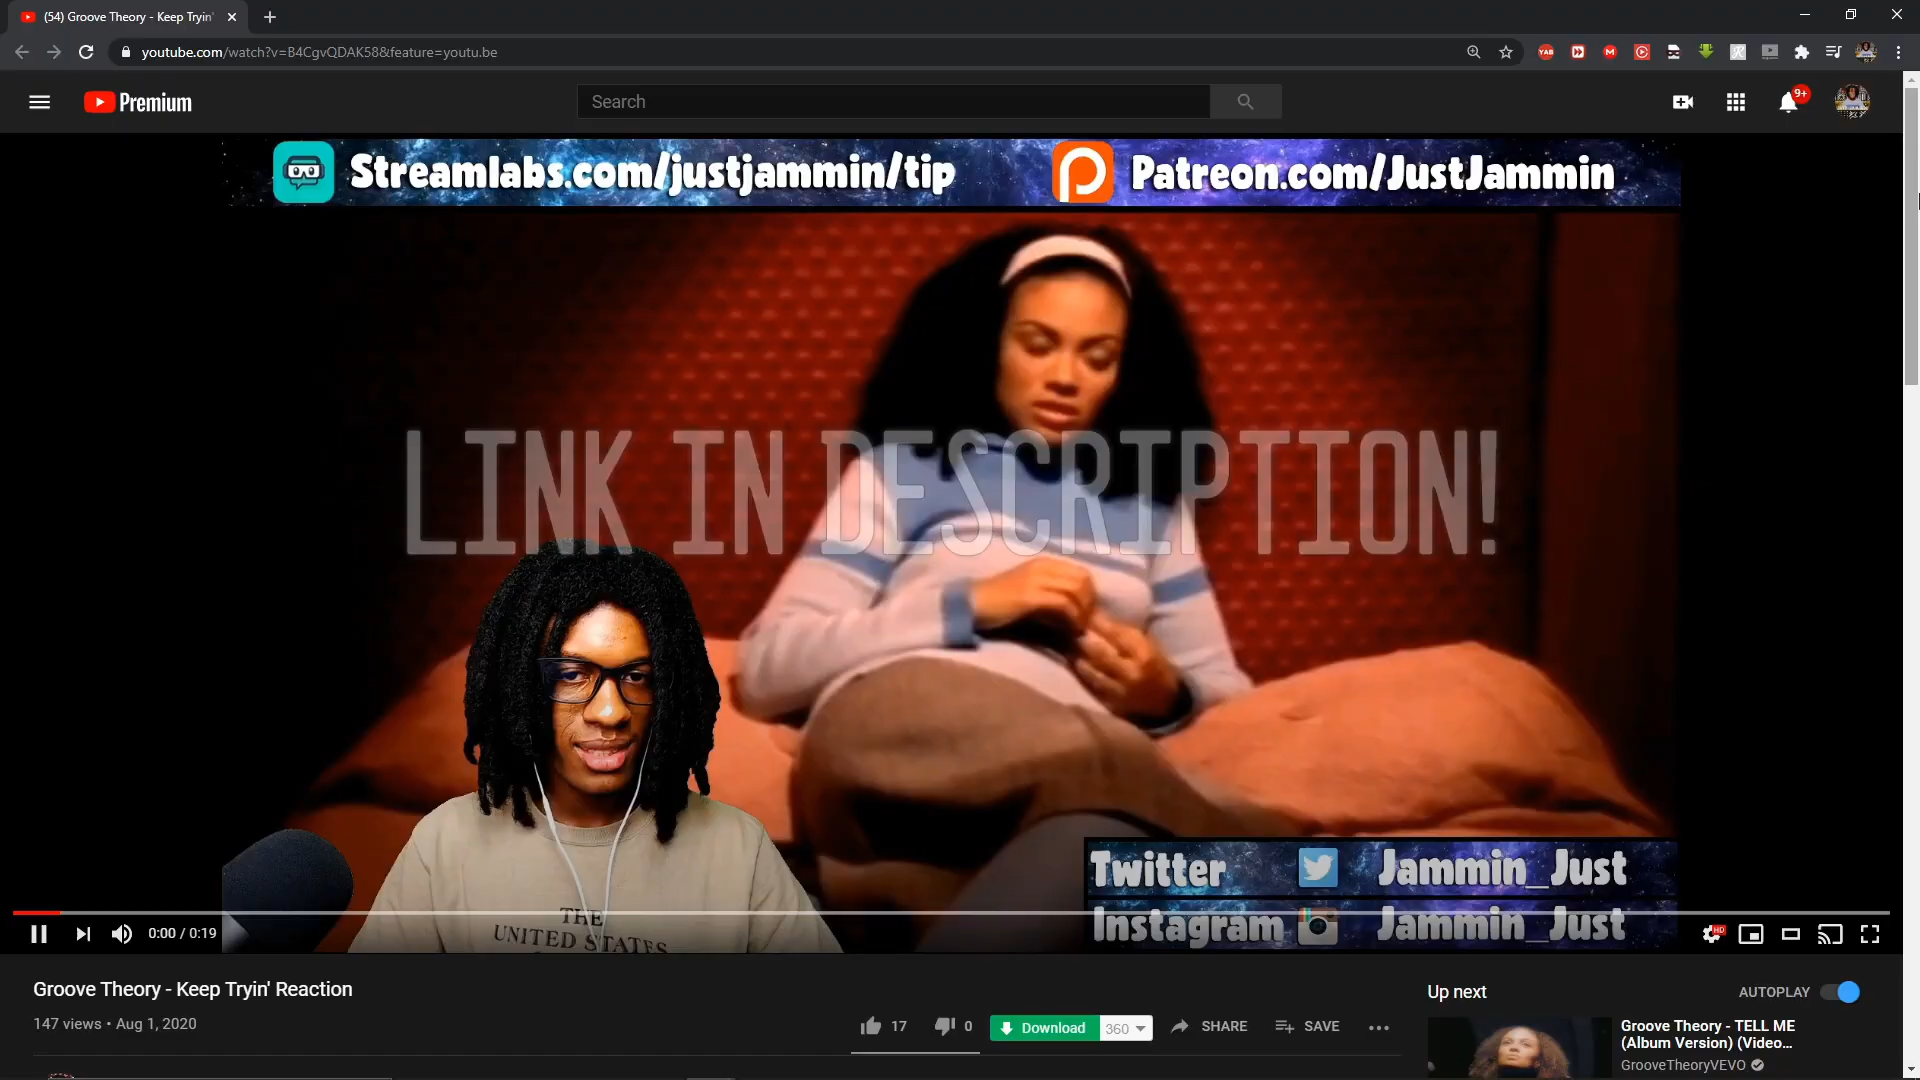 (54) Groove Theory - Keep Tryin'
youtube.com/watch?v=B4CgvQDAK58&feature=youtu.be
Premium
Search
9+
Streamlabs.com/justjammin/tip
Patreon.com/JustJammin
LINK IN DESCRIPTION!
THE
UNITED STATES
Twitter
Jammin_Just
Instagram
Jammin_Just
0:00 / 0:19
HD
Groove Theory - Keep Tryin' Reaction
147 views • Aug 1, 2020
17
0
Download
360
SHARE
SAVE
Up next
AUTOPLAY
Groove Theory - TELL ME
(Album Version) (Video...
GrooveTheoryVEVO